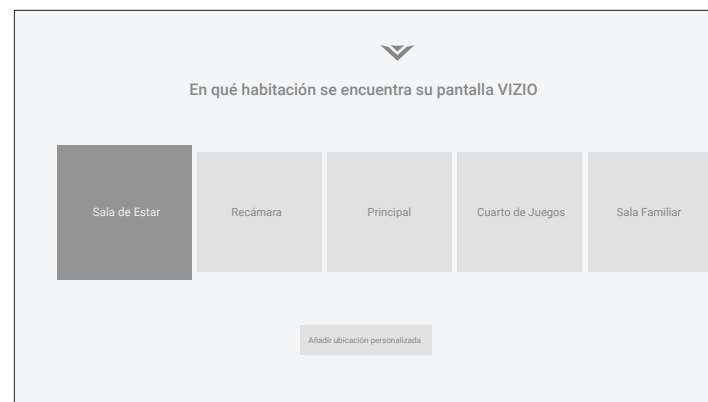 En qué habitación se encuentra su pantalla VIZIO
Sala de Estar
Recámara
Principal
Cuarto de Juegos
Sala Familiar
Añadir ubicación personalizada